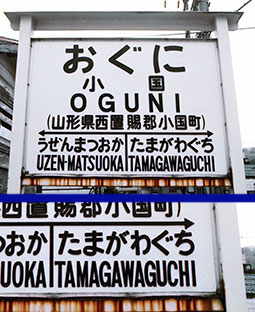 おぐに
小国
OGUNI
(山形県西置賜郡小国町)
うぜんまつおか たまがわぐち
UZEN-MATSUOKA TAMAGAWAGUCHI
西置賜郡小国町)
つおか たまがわぐち
SUOKA TAMAGAWAGUCHI